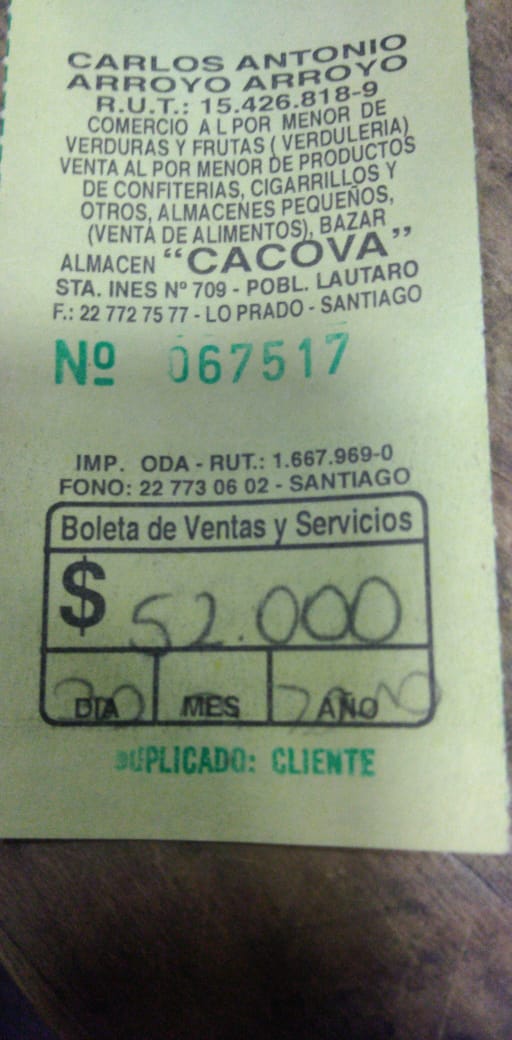 CARLOS ANTONIO
ARROYO ARROYO
R.U.T.: 15.426.818-9
COMERCIO AL POR MENOR DE
VERDURAS Y FRUTAS ( VERDULERIA)
VENTA AL POR MENOR DE PRODUCTOS
DE CONFITERIAS, CIGARRILLOS Y
OTROS, ALMACENES PEQUEÑOS,
(VENTA DE ALIMENTOS), BAZAR
ALMACEN “CACOVA”
STA. INES Nº 709 - POBL. LAUTARO
F.: 22 772 75 77 - LO PRADO - SANTIAGO
Nº 067517
IMP. ODA - RUT.: 1.667.969-0
FONO: 22 773 06 02 - SANTIAGO
Boleta de Ventas y Servicios
$ 52.000
DIA MES AÑO
DUPLICADO: CLIENTE